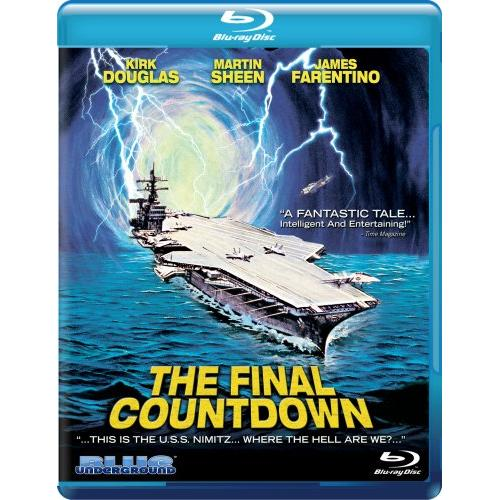 Blu-ray Disc
KIRK DOUGLAS
MARTIN SHEEN
JAMES FARENTINO
"A FANTASTIC TALE...
Intelligent And Entertaining!"
- Time Magazine
THE FINAL
COUNTDOWN
"...THIS IS THE U.S.S. NIMITZ... WHERE THE HELL ARE WE?..."
BLUE
UNDERGROUND
Blu-ray Disc